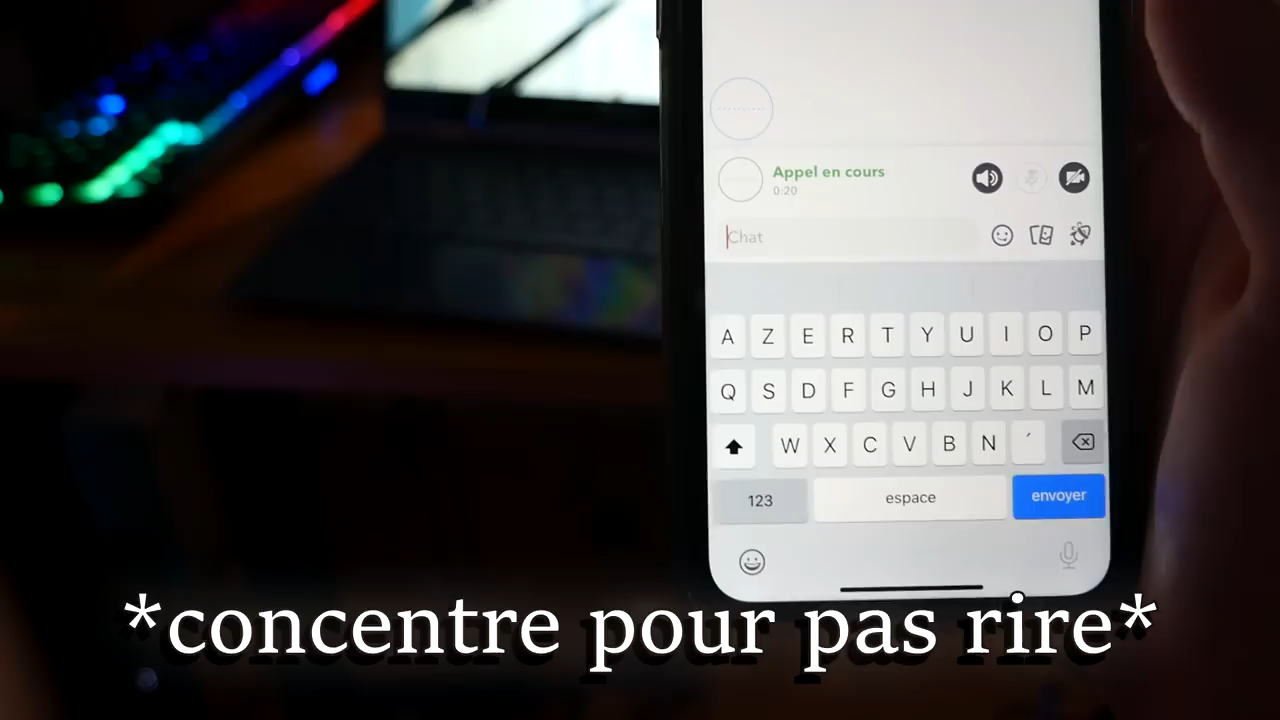 Appel en cours
0:20
Chat
A Z E R T Y U I O P
Q S D F G H J K L M
W X C V B N ´
123 espace envoyer
*concentre pour pas rire*